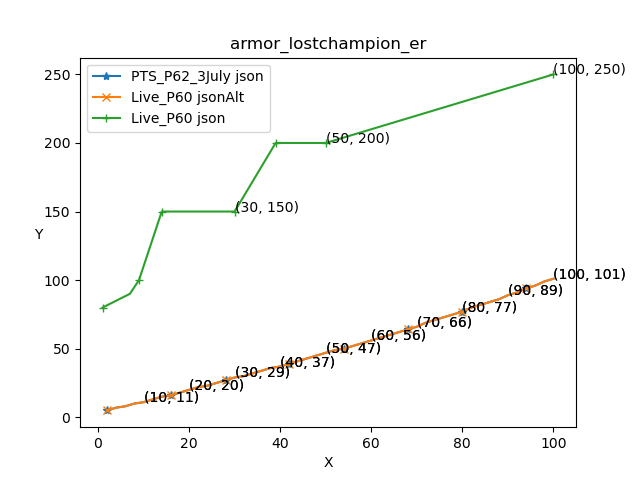 armor_lostchampion_er
PTS_P62_3July json
Live_P60 jsonAlt
Live_P60 json
250
200
150
100
50
0
Y
(100, 250)
(50, 200)
(30, 150)
(100, 101)
(90, 89)
(80, 77)
(70, 66)
(60, 56)
(50, 47)
(40, 37)
(30, 29)
(20, 20)
(10, 11)
0 20 40 60 80 100
X